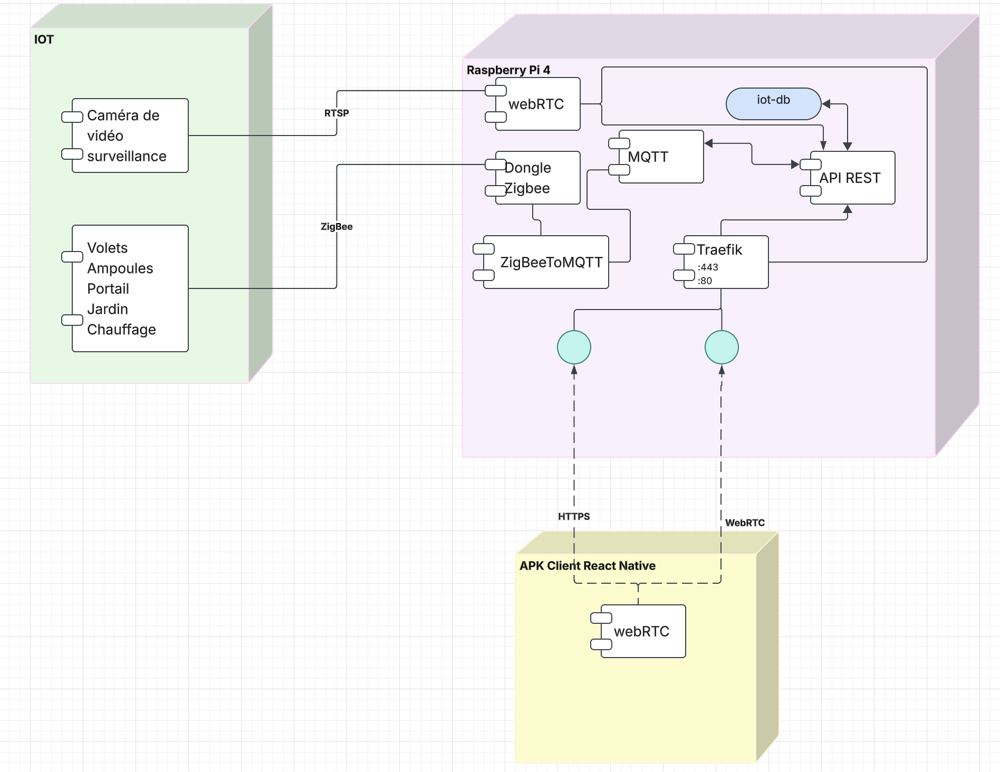 IOT
Caméra de
vidéo
surveillance
Volets
Ampoules
Portail
Jardin
Chauffage
RTSP
ZigBee
Raspberry Pi 4
webRTC
iot-db
MQTT
Dongle
Zigbee
API REST
ZigBeeToMQTT
Traefik
:443
:80
HTTPS
WebRTC
APK Client React Native
webRTC